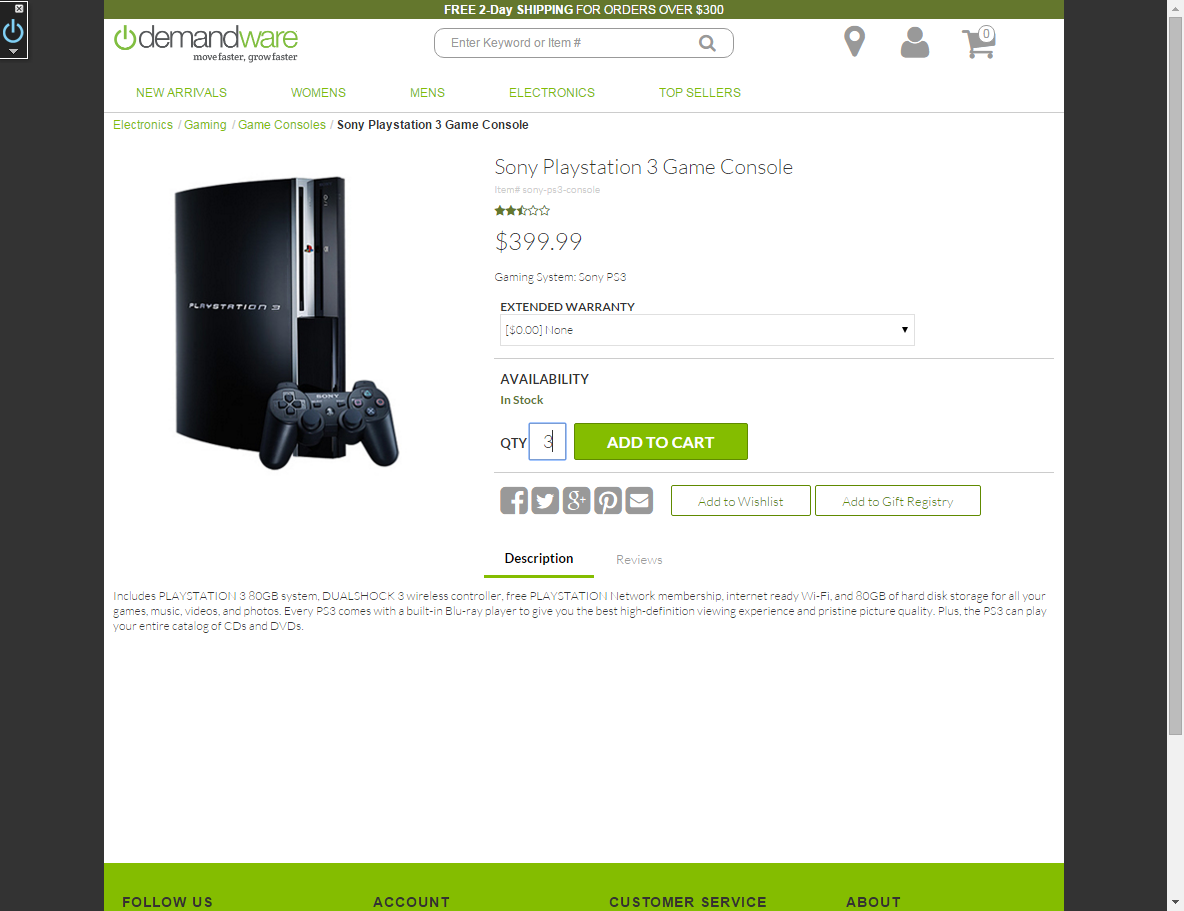 FREE 2-Day SHIPPING FOR ORDERS OVER $300
demandware
move faster, grow faster
Enter Keyword or Item #
0
NEW ARRIVALS WOMENS MENS ELECTRONICS TOP SELLERS
Electronics / Gaming / Game Consoles / Sony Playstation 3 Game Console
Sony Playstation 3 Game Console
Item# sony-ps3-console
$399.99
Gaming System: Sony PS3
EXTENDED WARRANTY
[$0.00] None
AVAILABILITY
In Stock
QTY 3 ADD TO CART
Add to Wishlist Add to Gift Registry
PLAYSTATION 3
SONY
Description Reviews
Includes PLAYSTATION 3 80GB system, DUALSHOCK 3 wireless controller, free PLAYSTATION Network membership, internet ready Wi-Fi, and 80GB of hard disk storage for all your
games, music, videos, and photos. Every PS3 comes with a built-in Blu-ray player to give you the best high-definition viewing experience and pristine picture quality. Plus, the PS3 can play
your entire catalog of CDs and DVDs.
FOLLOW US ACCOUNT CUSTOMER SERVICE ABOUT